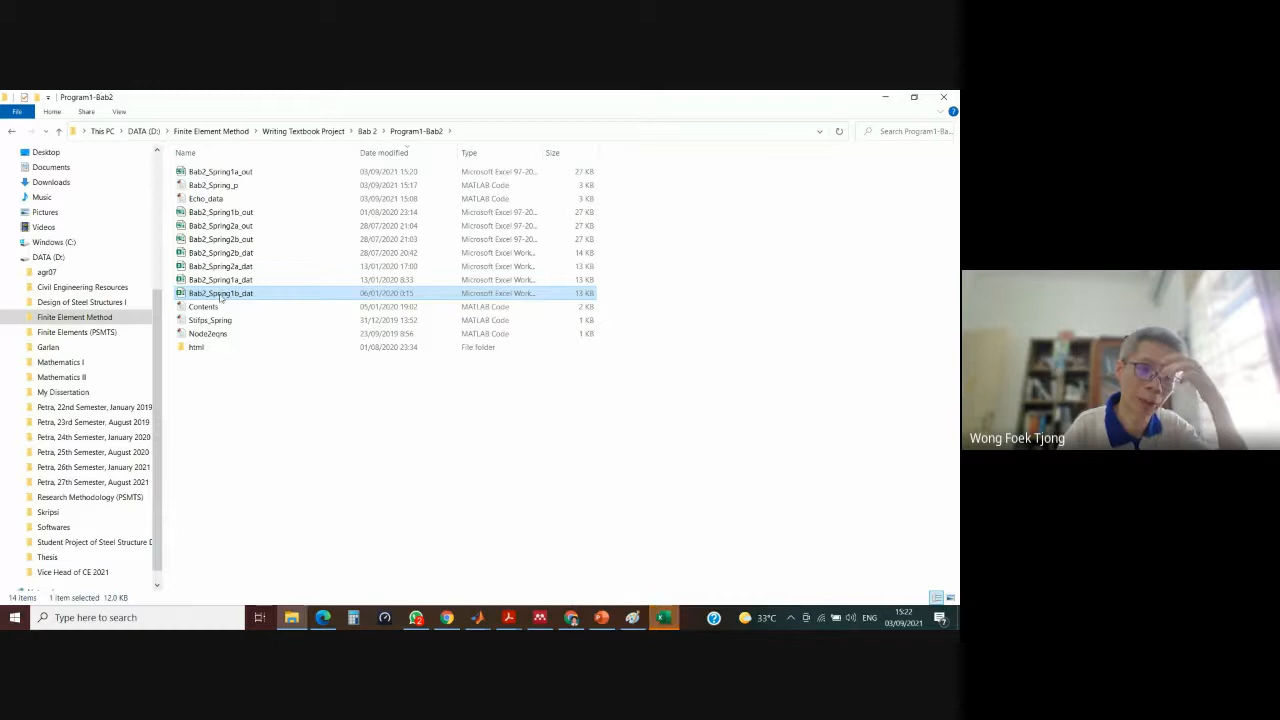 Program1-Bab2
File Home Share View
This PC DATA (D:) Finite Element Method Writing Textbook Project Bab 2 Program1-Bab2
Search Program1-Ba...
Name Date modified Type Size
Desktop
Documents
Downloads
Music
Pictures
Videos
Windows (C:)
DATA (D:)
agr07
Civil Engineering Resources
Design of Steel Structures I
Finite Element Method
Finite Elements (PSMTS)
Garlan
Mathematics I
Mathematics II
My Dissertation
Petra, 22nd Semester, January 2019
Petra, 23rd Semester, August 2019
Petra, 24th Semester, January 2020
Petra, 25th Semester, August 2020
Petra, 26th Semester, January 2021
Petra, 27th Semester, August 2021
Research Methodology (PSMTS)
Skripsi
Softwares
Student Project of Steel Structure D
Thesis
Vice Head of CE 2021
Bab2_Spring1a_out 03/09/2021 15:20 Microsoft Excel 97-20... 27 KB
Bab2_Spring_p 03/09/2021 15:17 MATLAB Code 3 KB
Echo_data 03/09/2021 15:08 MATLAB Code 3 KB
Bab2_Spring1b_out 01/08/2020 23:14 Microsoft Excel 97-20... 27 KB
Bab2_Spring2a_out 28/07/2020 21:04 Microsoft Excel 97-20... 27 KB
Bab2_Spring2b_out 28/07/2020 21:03 Microsoft Excel 97-20... 27 KB
Bab2_Spring2b_dat 28/07/2020 20:42 Microsoft Excel Work... 14 KB
Bab2_Spring2a_dat 13/01/2020 17:00 Microsoft Excel Work... 13 KB
Bab2_Spring1a_dat 13/01/2020 8:33 Microsoft Excel Work... 13 KB
Bab2_Spring1b_dat 06/01/2020 0:15 Microsoft Excel Work... 13 KB
Contents 05/01/2020 19:02 MATLAB Code 2 KB
Stifps_Spring 31/12/2019 13:52 MATLAB Code 1 KB
Node2eqns 23/09/2019 8:56 MATLAB Code 1 KB
html 01/08/2020 23:34 File folder
14 items 1 item selected 12.0 KB
Type here to search
33°C ENG
15:22
03/09/2021
Wong Foek Tjong